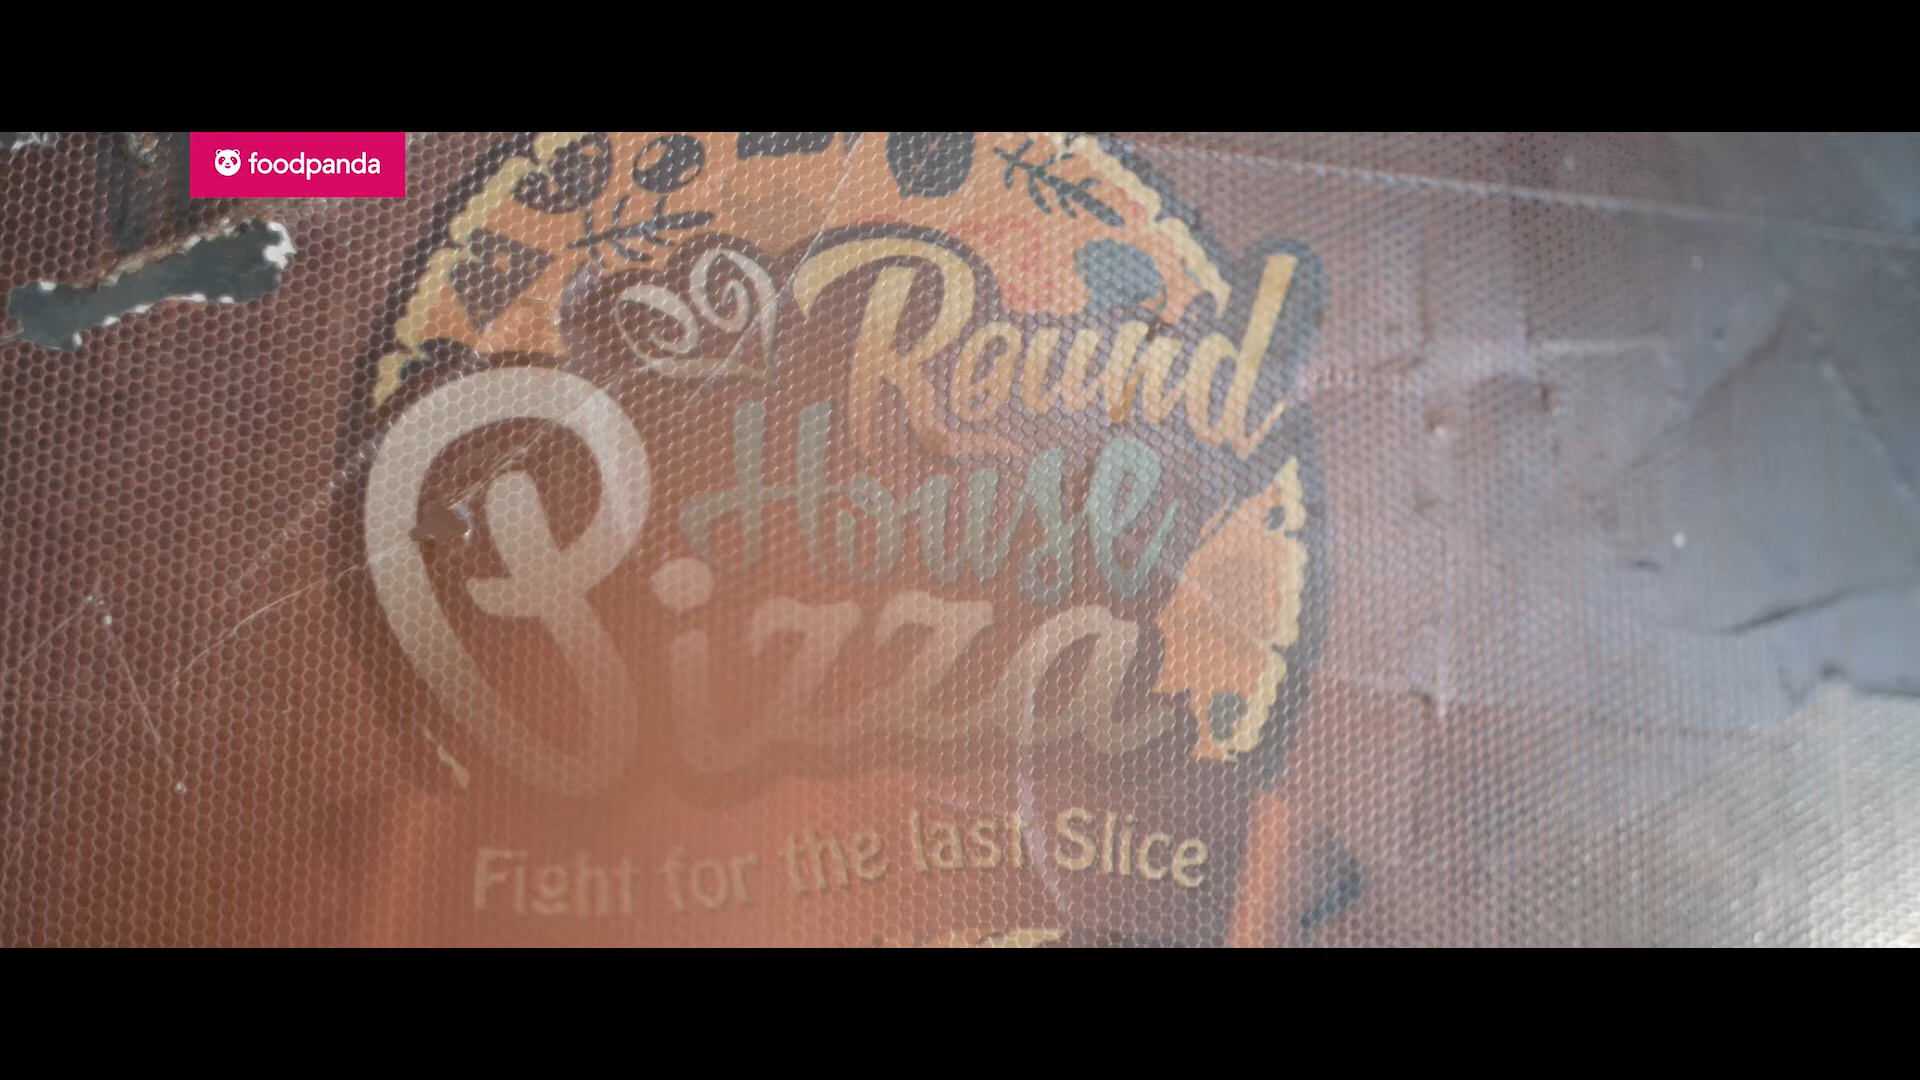 foodpanda
Round
House
Pizza
Fight for the last Slice